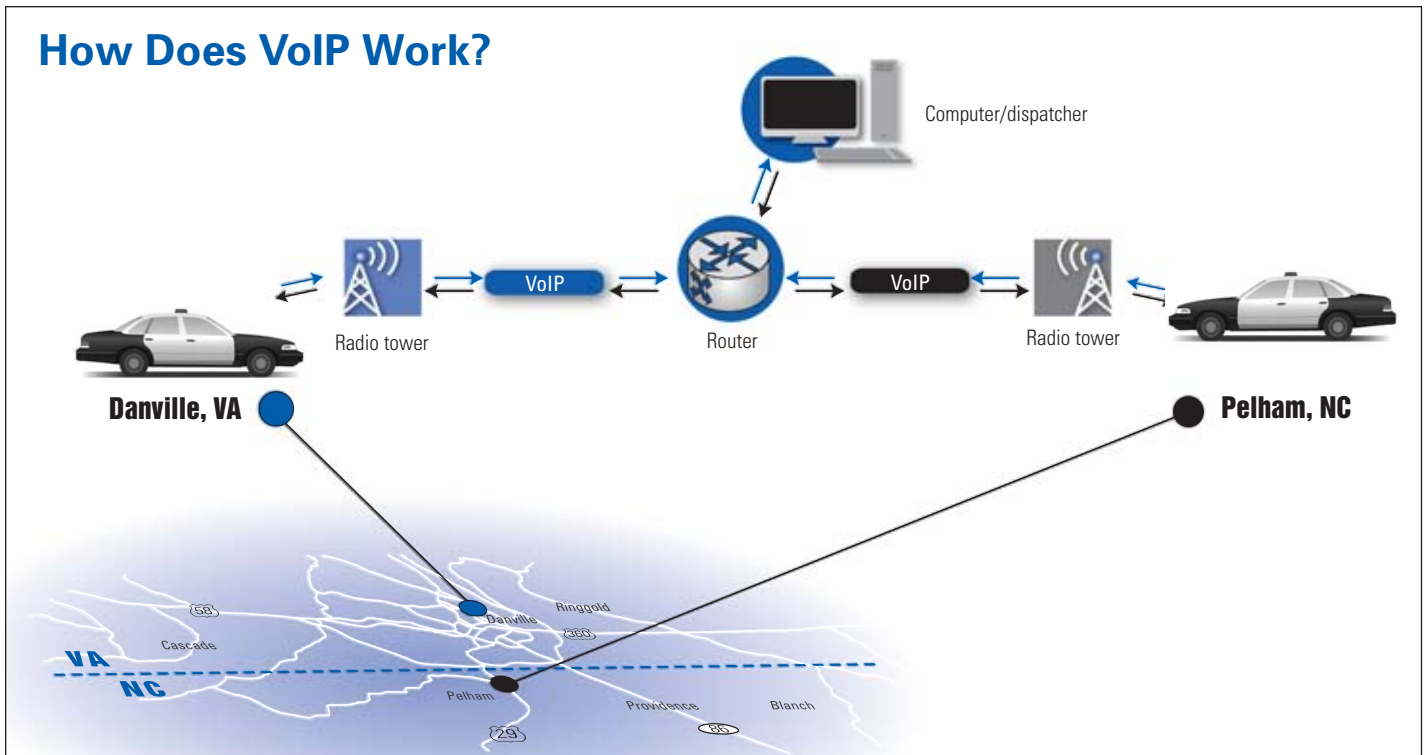 How Does VoIP Work?
Computer/dispatcher
VoIP
VoIP
Radio tower
Router
Radio tower
Danville, VA
Pelham, NC
58
Ringgold
Danville
360
Cascade
VA
NC
Pelham
Providence
Blanch
29
86